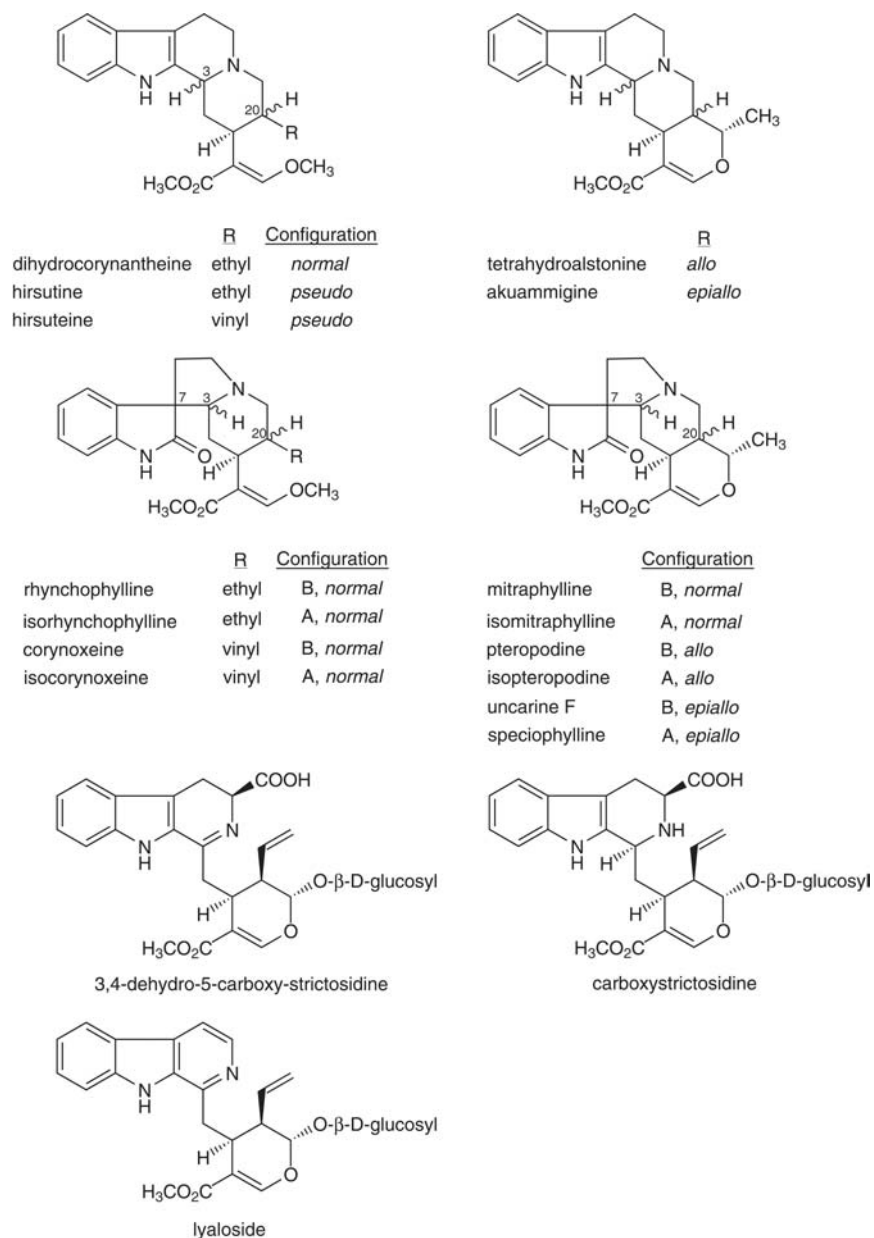 3
N
N
H
H
H
20
R
H
OCH3
H3CO2C
N
N
H
H
H
CH3
H
O
H3CO2C
R Configuration
dihydrocorynantheine ethyl normal
hirsutine ethyl pseudo
hirsuteine vinyl pseudo
R
tetrahydroalstonine allo
akuammigine epiallo
7
3
N
H
H
20
R
N
H
O
H
OCH3
H3CO2C
7
3
N
H
H
20
CH3
N
H
O
H
O
H3CO2C
R Configuration
rhynchophylline ethyl B, normal
isorhynchophylline ethyl A, normal
corynoxeine vinyl B, normal
isocorynoxeine vinyl A, normal
Configuration
mitraphylline B, normal
isomitraphylline A, normal
pteropodine B, allo
isopteropodine A, allo
uncarine F B, epiallo
speciophylline A, epiallo
COOH
N
N
H
O-β-D-glucosyl
H
O
H3CO2C
3,4-dehydro-5-carboxy-strictosidine
COOH
NH
N
H
H
O-β-D-glucosyl
H
O
H3CO2C
carboxystrictosidine
N
N
H
O-β-D-glucosyl
H
O
H3CO2C
lyaloside